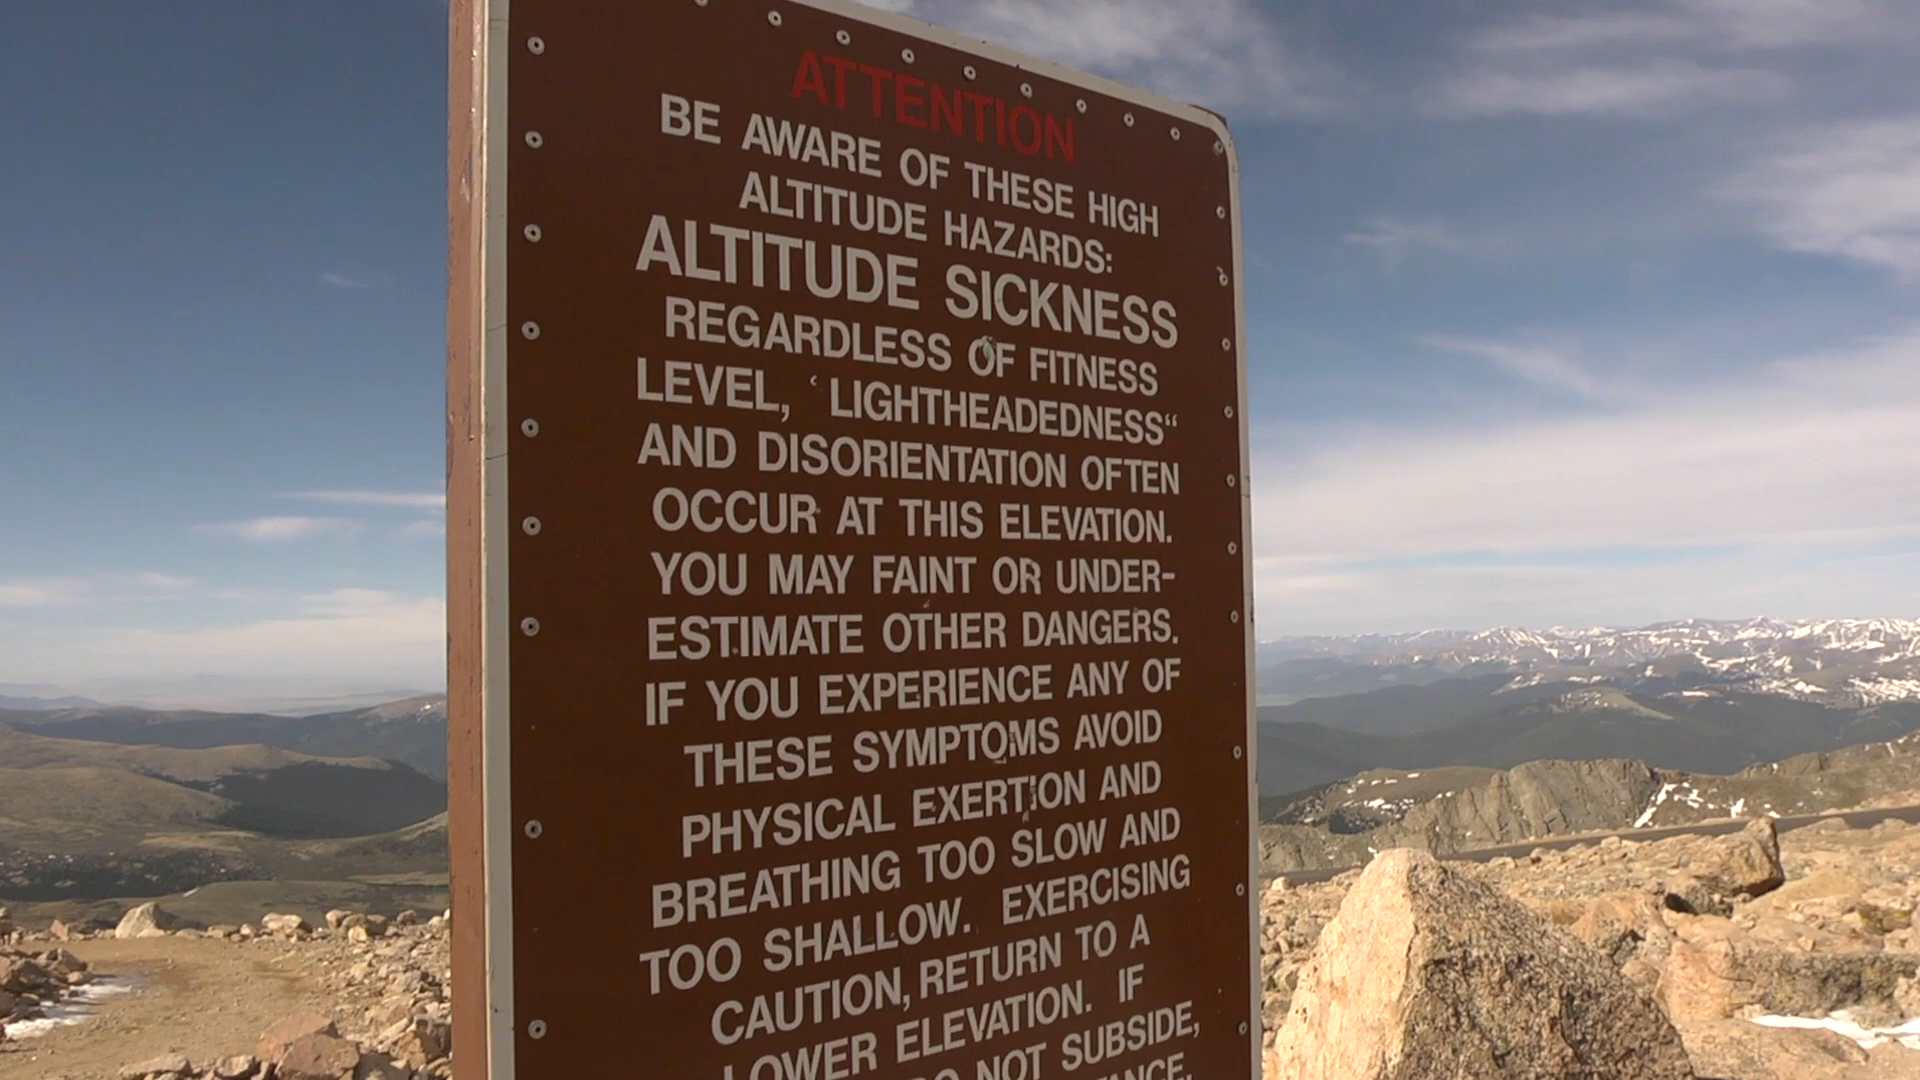 ATTENTION
BE AWARE OF THESE HIGH
ALTITUDE HAZARDS:
ALTITUDE SICKNESS
REGARDLESS OF FITNESS
LEVEL, ‘LIGHTHEADEDNESS“
AND DISORIENTATION OFTEN
OCCUR AT THIS ELEVATION.
YOU MAY FAINT OR UNDER-
ESTIMATE OTHER DANGERS.
IF YOU EXPERIENCE ANY OF
THESE SYMPTOMS AVOID
PHYSICAL EXERTION AND
BREATHING TOO SLOW AND
TOO SHALLOW. EXERCISING
CAUTION, RETURN TO A
LOWER ELEVATION. IF
NOT SUBSIDE,